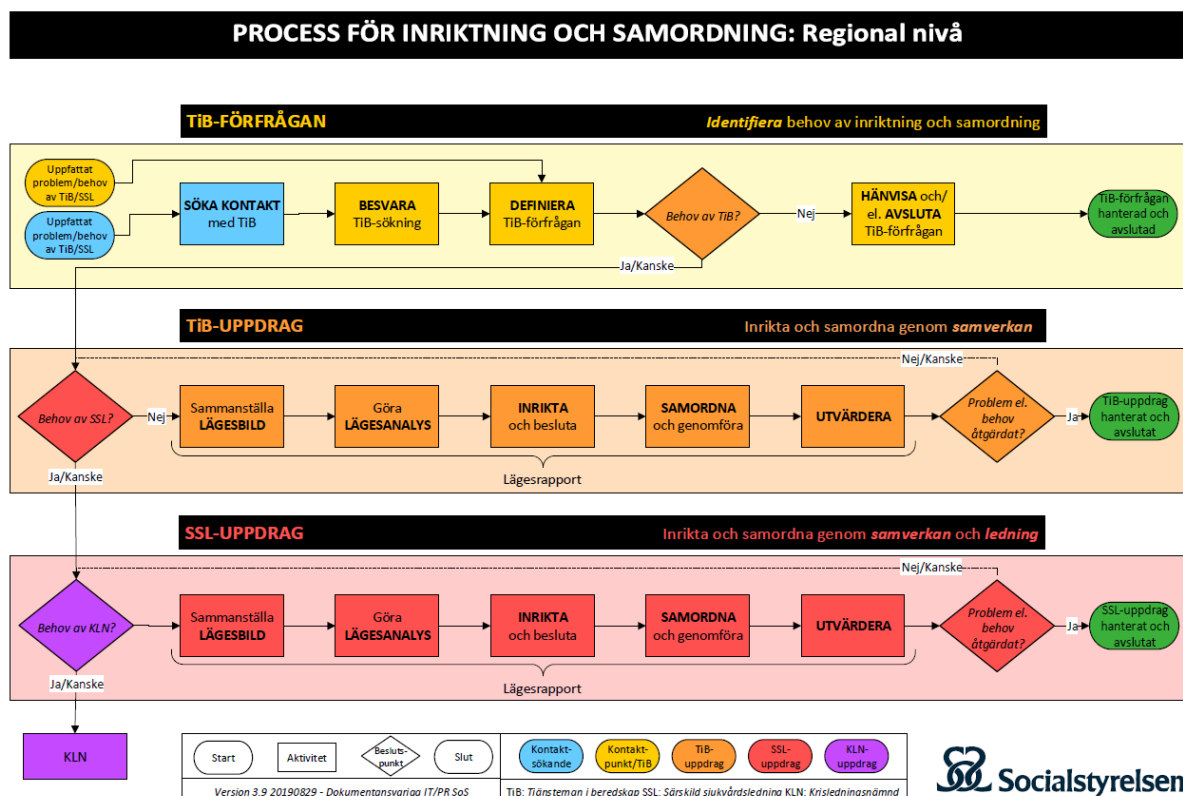 PROCESS FÖR INRIKTNING OCH SAMORDNING: Regional nivå
TiB-FÖRFRÅGAN
Identifiera behov av inriktning och samordning
Uppfattat
problem/behov
av TiB/SSL
Uppfattat
problem/behov
av TiB/SSL
SÖKA KONTAKT
med TiB
BESVARA
TiB-sökning
DEFINIERA
TiB-förfrågan
Behov av TiB?
Nej
HÄNVISA och/
el. AVSLUTA
TiB-förfrågan
TiB-förfrågan
hanterad och
avslutad
Ja/Kanske
TiB-UPPDRAG
Inrikta och samordna genom samverkan
Nej/Kanske
Behov av SSL?
Nej
Sammanställa
LÄGESBILD
Göra
LÄGESANALYS
INRIKTA
och besluta
SAMORDNA
och genomföra
UTVÄRDERA
Problem el.
behov
åtgärdat?
Ja
TiB-uppdrag
hanterat och
avslutat
Ja/Kanske
Lägesrapport
SSL-UPPDRAG
Inrikta och samordna genom samverkan och ledning
Nej/Kanske
Behov av KLN?
Sammanställa
LÄGESBILD
Göra
LÄGESANALYS
INRIKTA
och besluta
SAMORDNA
och genomföra
UTVÄRDERA
Problem el.
behov
åtgärdat?
Ja
SSL-uppdrag
hanterat och
avslutat
Ja/Kanske
Lägesrapport
KLN
Start
Aktivitet
Besluts-
punkt
Slut
Kontakt-
sökande
Kontakt-
punkt/TiB
TiB-
uppdrag
SSL-
uppdrag
KLN-
uppdrag
Version 3.9 20190829 - Dokumentansvariga IT/PR SoS
TiB: Tjänsteman i beredskap SSL: Särskild sjukvårdsledning KLN: Krisledningsnämnd
Socialstyrelsen